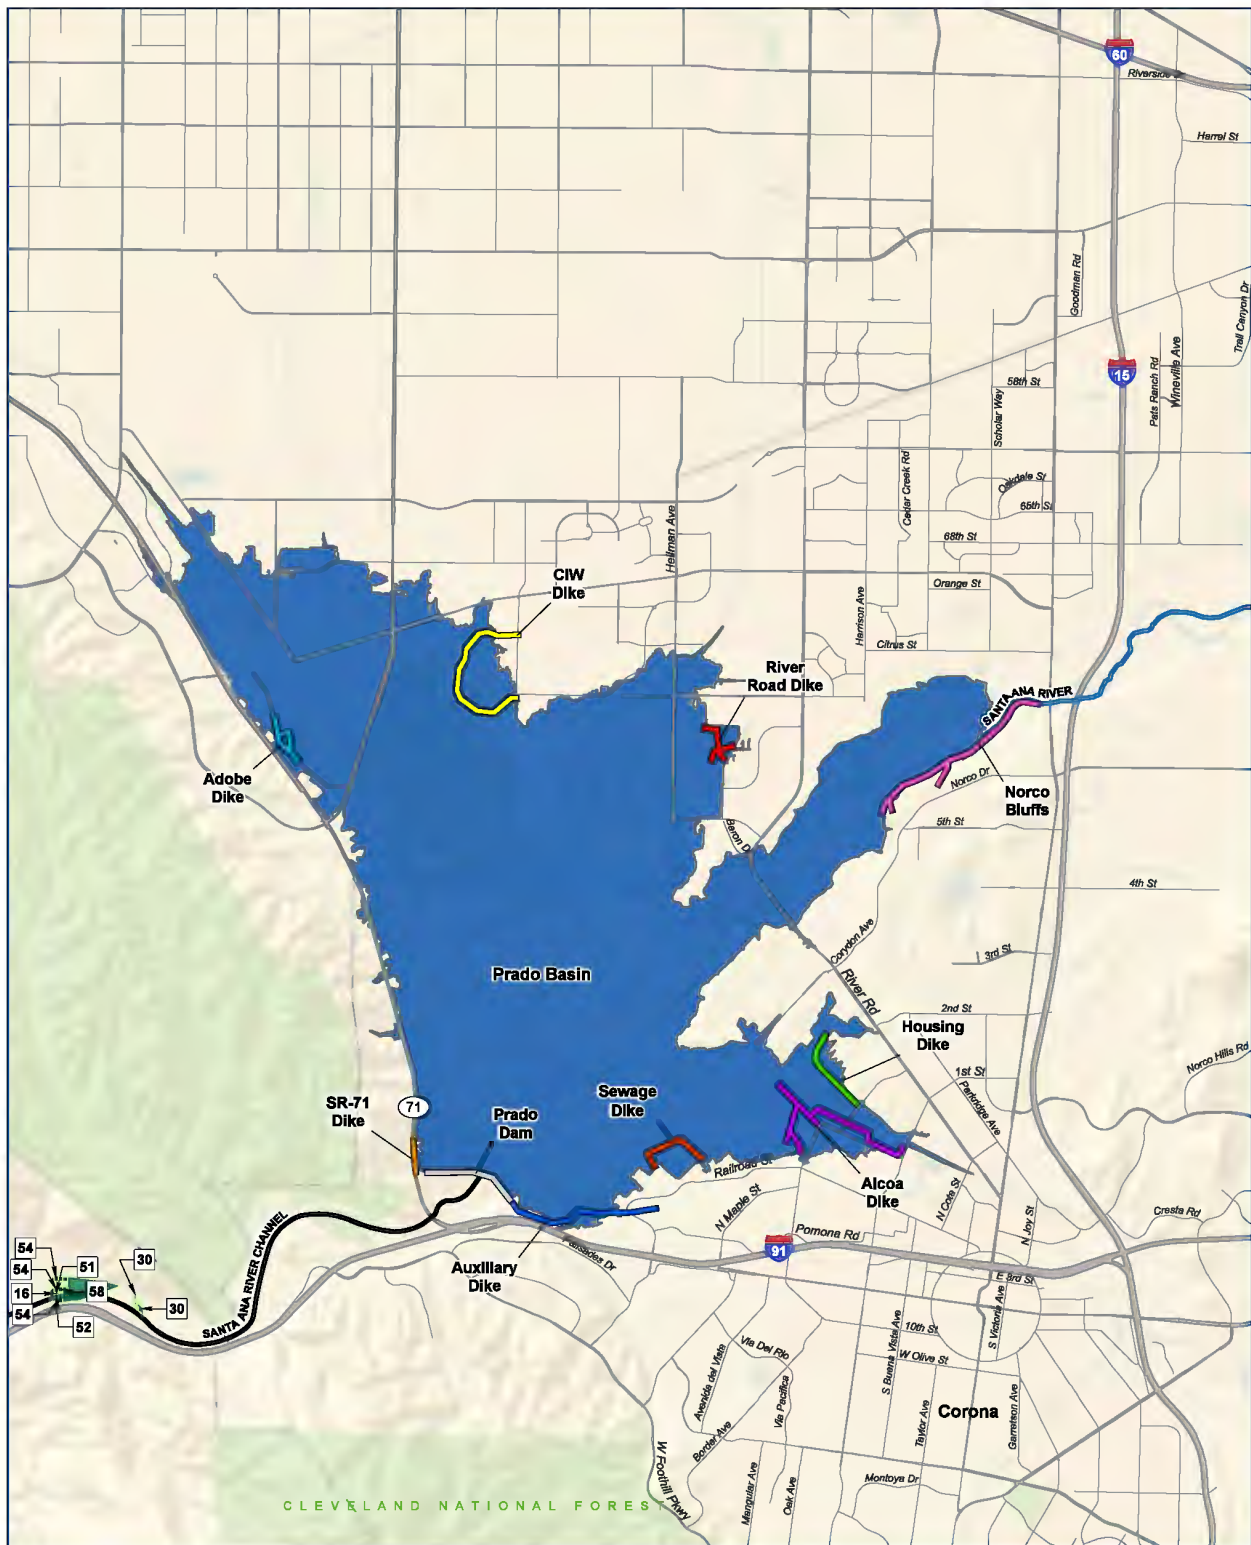 60
Riverside Dr
Harrel St
Goodman Rd
Trail Canyon Dr
15
Pats Ranch Rd
Wineville Ave
58th St
Scholar Way
Cedar Creek Rd
Oakdale St
65th St
Hellman Ave
68th St
CIW
Dike
Orange St
Harrison Ave
Citrus St
River
Road Dike
SANTA ANA RIVER
Adobe
Dike
Norco Dr
Norco
Bluffs
5th St
Baron D
4th St
Corydon Ave
3rd St
Prado Basin
River Rd
2nd St
Housing
Dike
Norco Hills Rd
1st St
Parkridge Ave
SR-71
Dike
71
Prado
Dam
Sewage
Dike
Railroad St
Alcoa
Dike
N Cota St
N Maple St
N Joy St
Cresta Rd
Pomona Rd
91
Palisades Dr
Auxiliary
Dike
E 3rd St
SANTA ANA RIVER CHANNEL
54
54
51
30
16
58
54
52
30
10th St
S Victoria Ave
Via Del Rio
W Olive St
S Buena Vista Ave
Avenida del Vista
Via Pacifica
Border Ave
Taylor Ave
Corona
Garretson Ave
W Foothill Pkwy
Montoya Dr
Mangular Ave
Oak Ave
CLEVELAND NATIONAL FOREST